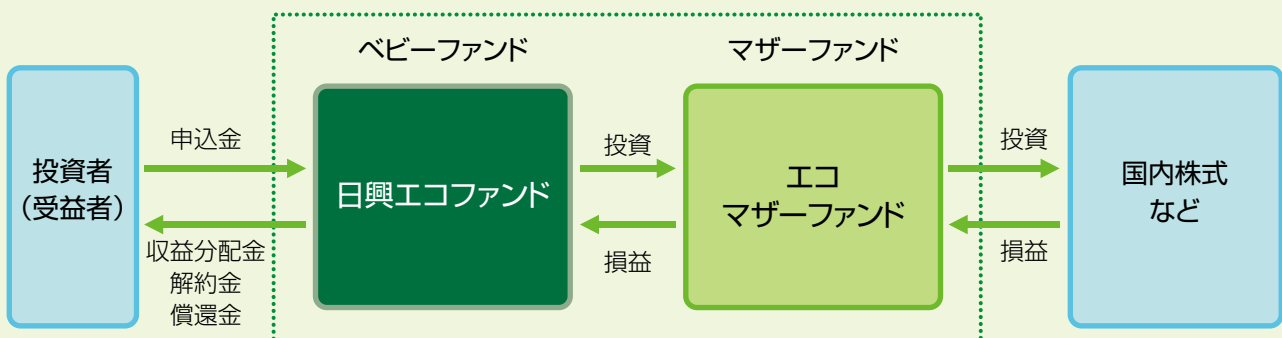 ベビーファンド
マザーファンド
投資者
（受益者）
申込金
収益分配金
解約金
償還金
日興エコファンド
投資
損益
エコ
マザーファンド
投資
損益
国内株式
など